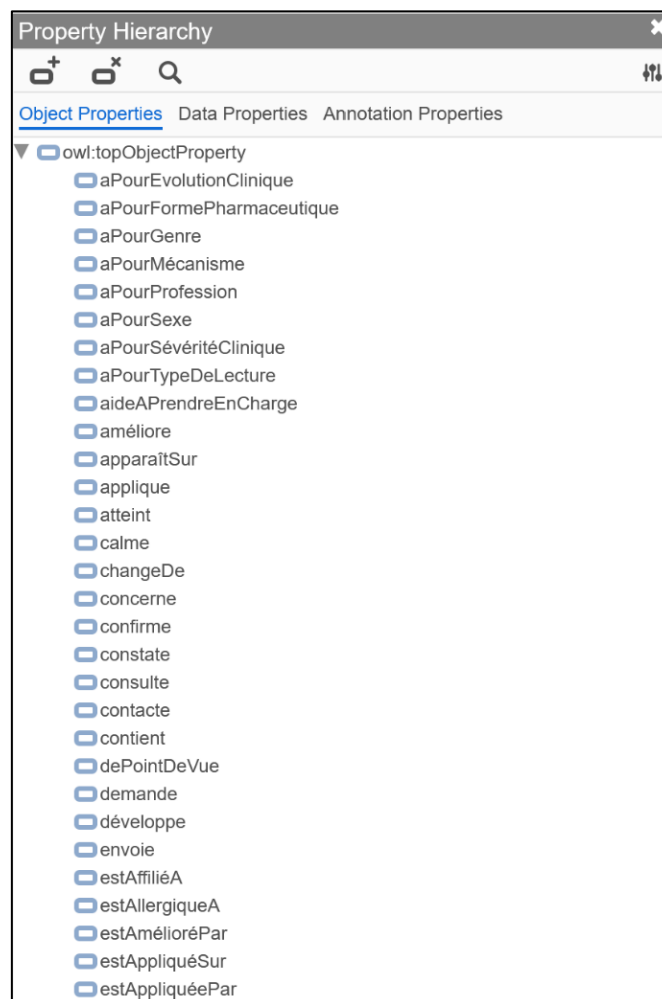 Property Hierarchy
Object Properties Data Properties Annotation Properties
owl:topObjectProperty
aPourEvolutionClinique
aPourFormePharmaceutique
aPourGenre
aPourMécanisme
aPourProfession
aPourSexe
aPourSévéritéClinique
aPourTypeDeLecture
aideAPrendreEnCharge
améliore
apparaîtSur
applique
atteint
calme
changeDe
concerne
confirme
constate
consulte
contacte
contient
dePointDeVue
demande
développe
envoie
estAffiliéA
estAllergiqueA
estAmélioréPar
estAppliquéSur
estAppliquéePar